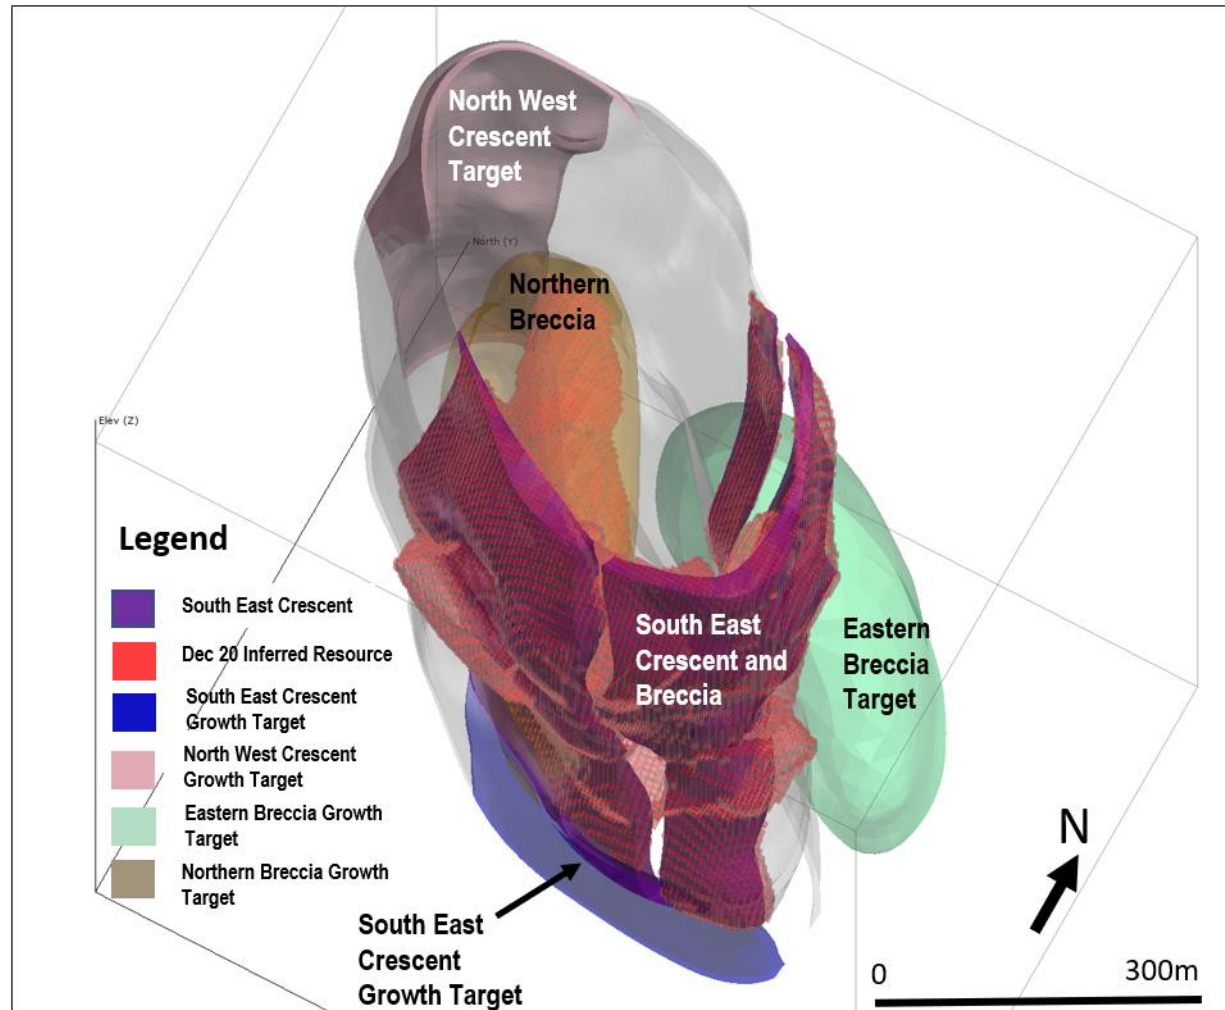 North West
Crescent
Target
North (Y)
Northern
Breccia
Elev (Z)
Legend
South East Crescent
Dec 20 Inferred Resource
South East Crescent
Growth Target
North West Crescent
Growth Target
Eastern Breccia Growth
Target
Northern Breccia Growth
Target
South East
Crescent and
Breccia
Eastern
Breccia
Target
South East
Crescent
Growth Target
N
0 300m